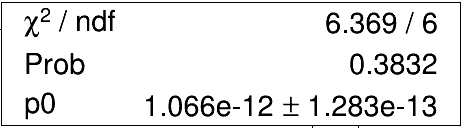 χ² / ndf 6.369 / 6
Prob 0.3832
p0 1.066e-12 ± 1.283e-13